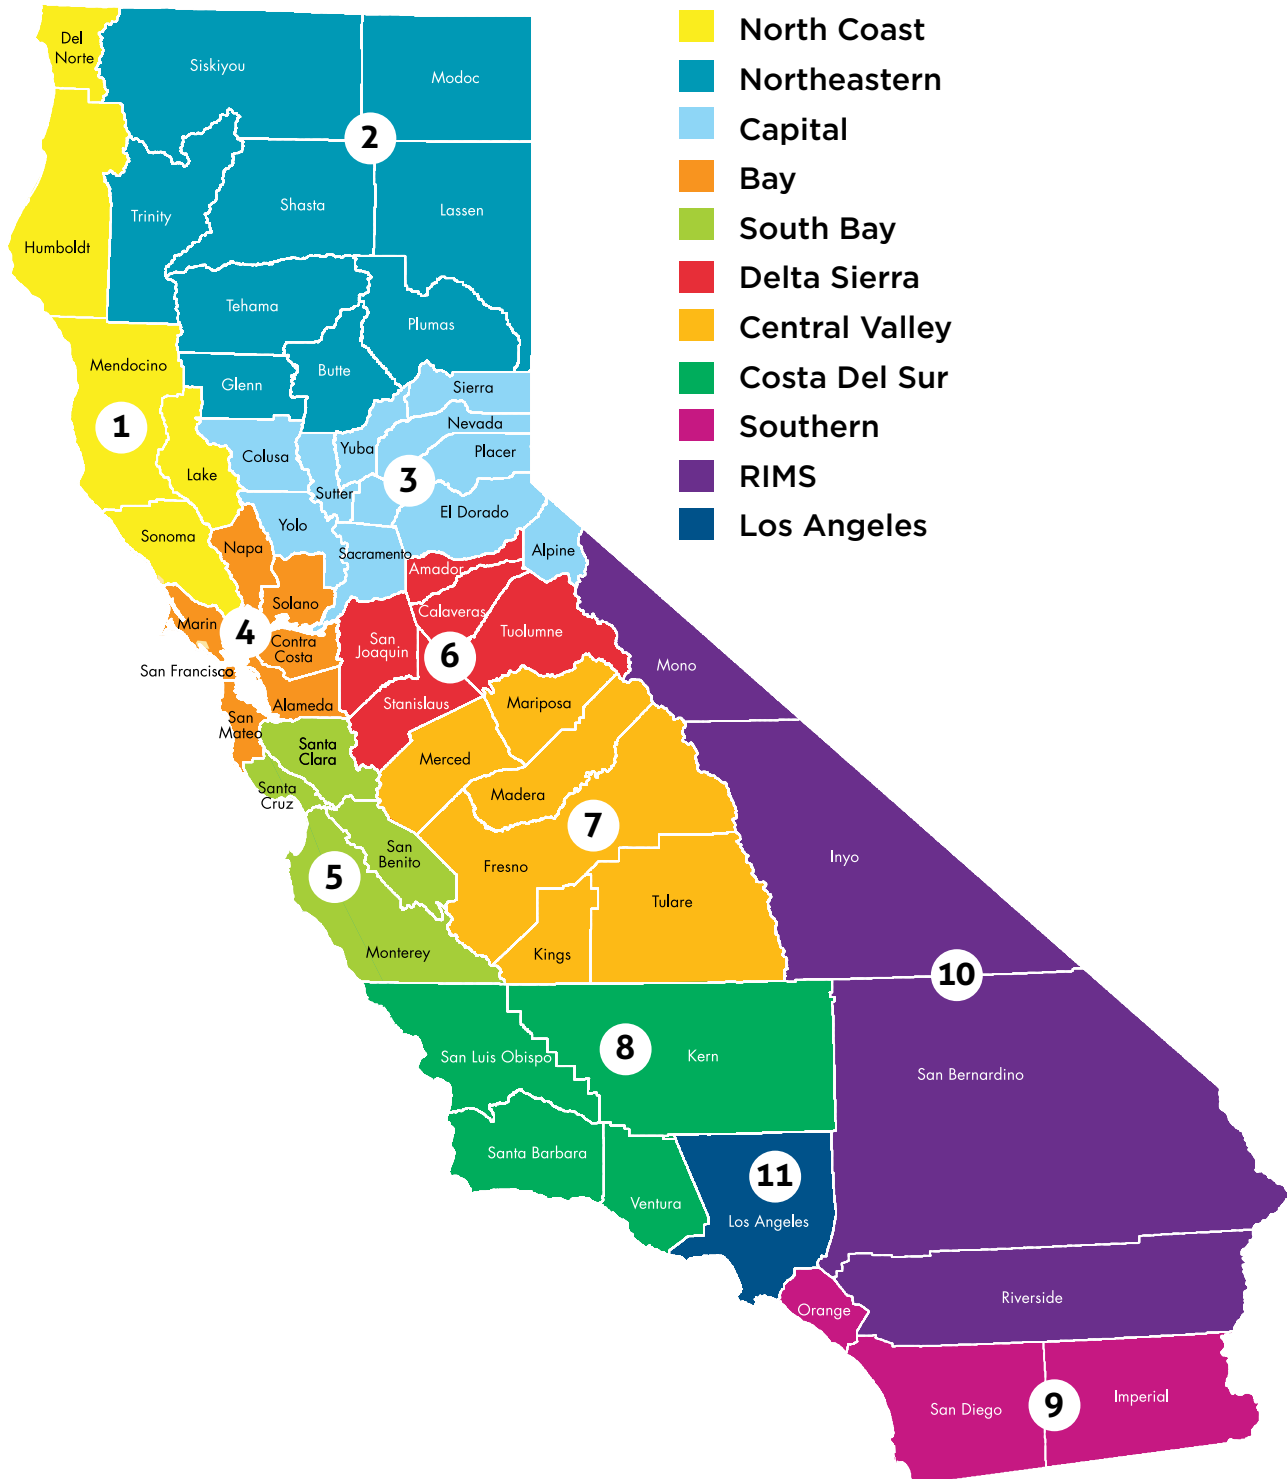 North Coast
Northeastern
Capital
Bay
South Bay
Delta Sierra
Central Valley
Costa Del Sur
Southern
RIMS
Los Angeles
Del
Norte
Siskiyou
Modoc
2
Humboldt
Trinity
Shasta
Lassen
Tehama
Plumas
Mendocino
Glenn
Butte
Sierra
1
Nevada
Lake
Colusa
Yuba
Placer
3
Sutter
El Dorado
Sonoma
Napa
Yolo
Sacramento
Alpine
Amador
Solano
Marin
4
Contra
Costa
San
Joaquin
Calaveras
Tuolumne
6
Mono
San Francisco
Alameda
Stanislaus
Mariposa
San
Mateo
Santa
Clara
Merced
Santa
Cruz
Madera
7
San
Benito
5
Fresno
Inyo
Tulare
Monterey
Kings
10
San Luis Obispo
8
Kern
San Bernardino
Santa Barbara
Ventura
11
Los Angeles
Orange
Riverside
San Diego
9
Imperial